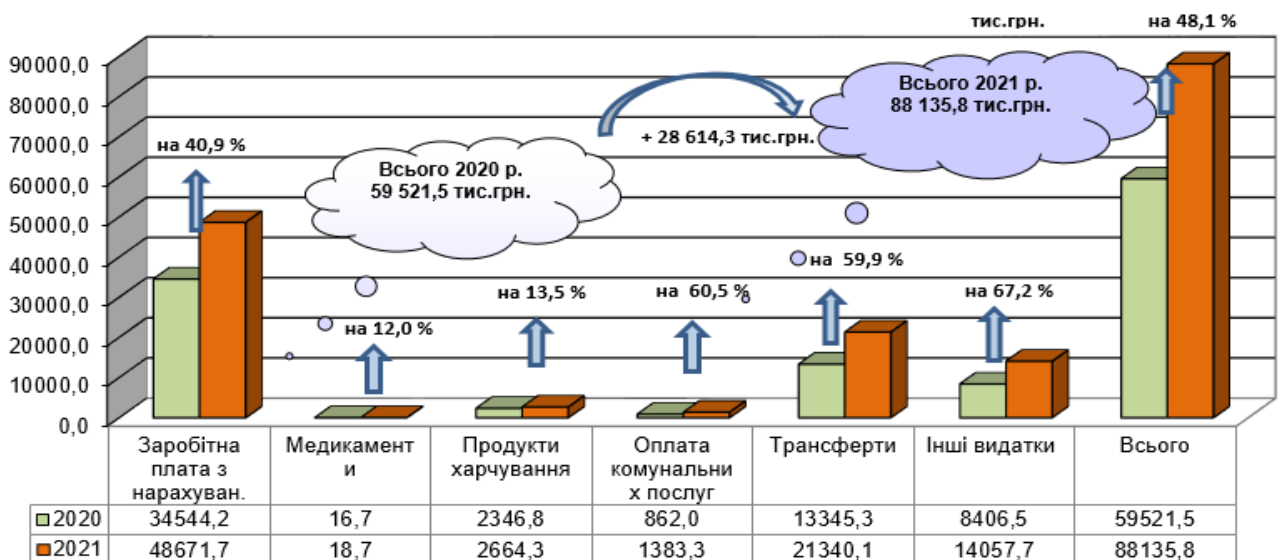 тис.грн. на 48,1 %
90000,0
80000,0
70000,0
60000,0
50000,0
40000,0
30000,0
20000,0
10000,0
0,0
Всього 2021 р.
88 135,8 тис.грн.
+ 28 614,3 тис.грн.
на 40,9 %
Всього 2020 р.
59 521,5 тис.грн.
на 59,9 %
на 13,5 %
на 60,5 %
на 67,2 %
на 12,0 %
Заробітна
плата з
нарахуван.
Медикамент
и
Продукти
харчування
Оплата
комунальни
х послуг
Трансферти
Інші видатки
Всього
2020 34544,2 16,7 2346,8 862,0 13345,3 8406,5 59521,5
2021 48671,7 18,7 2664,3 1383,3 21340,1 14057,7 88135,8